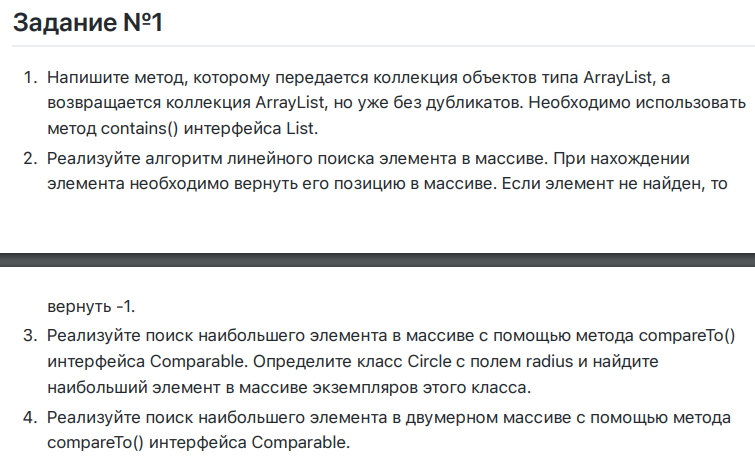 Задание №1
1. Напишите метод, которому передается коллекция объектов типа ArrayList, а
возвращается коллекция ArrayList, но уже без дубликатов. Необходимо использовать
метод contains() интерфейса List.
2. Реализуйте алгоритм линейного поиска элемента в массиве. При нахождении
элемента необходимо вернуть его позицию в массиве. Если элемент не найден, то
вернуть -1.
3. Реализуйте поиск наибольшего элемента в массиве с помощью метода compareTo()
интерфейса Comparable. Определите класс Circle с полем radius и найдите
наибольший элемент в массиве экземпляров этого класса.
4. Реализуйте поиск наибольшего элемента в двумерном массиве с помощью метода
compareTo() интерфейса Comparable.